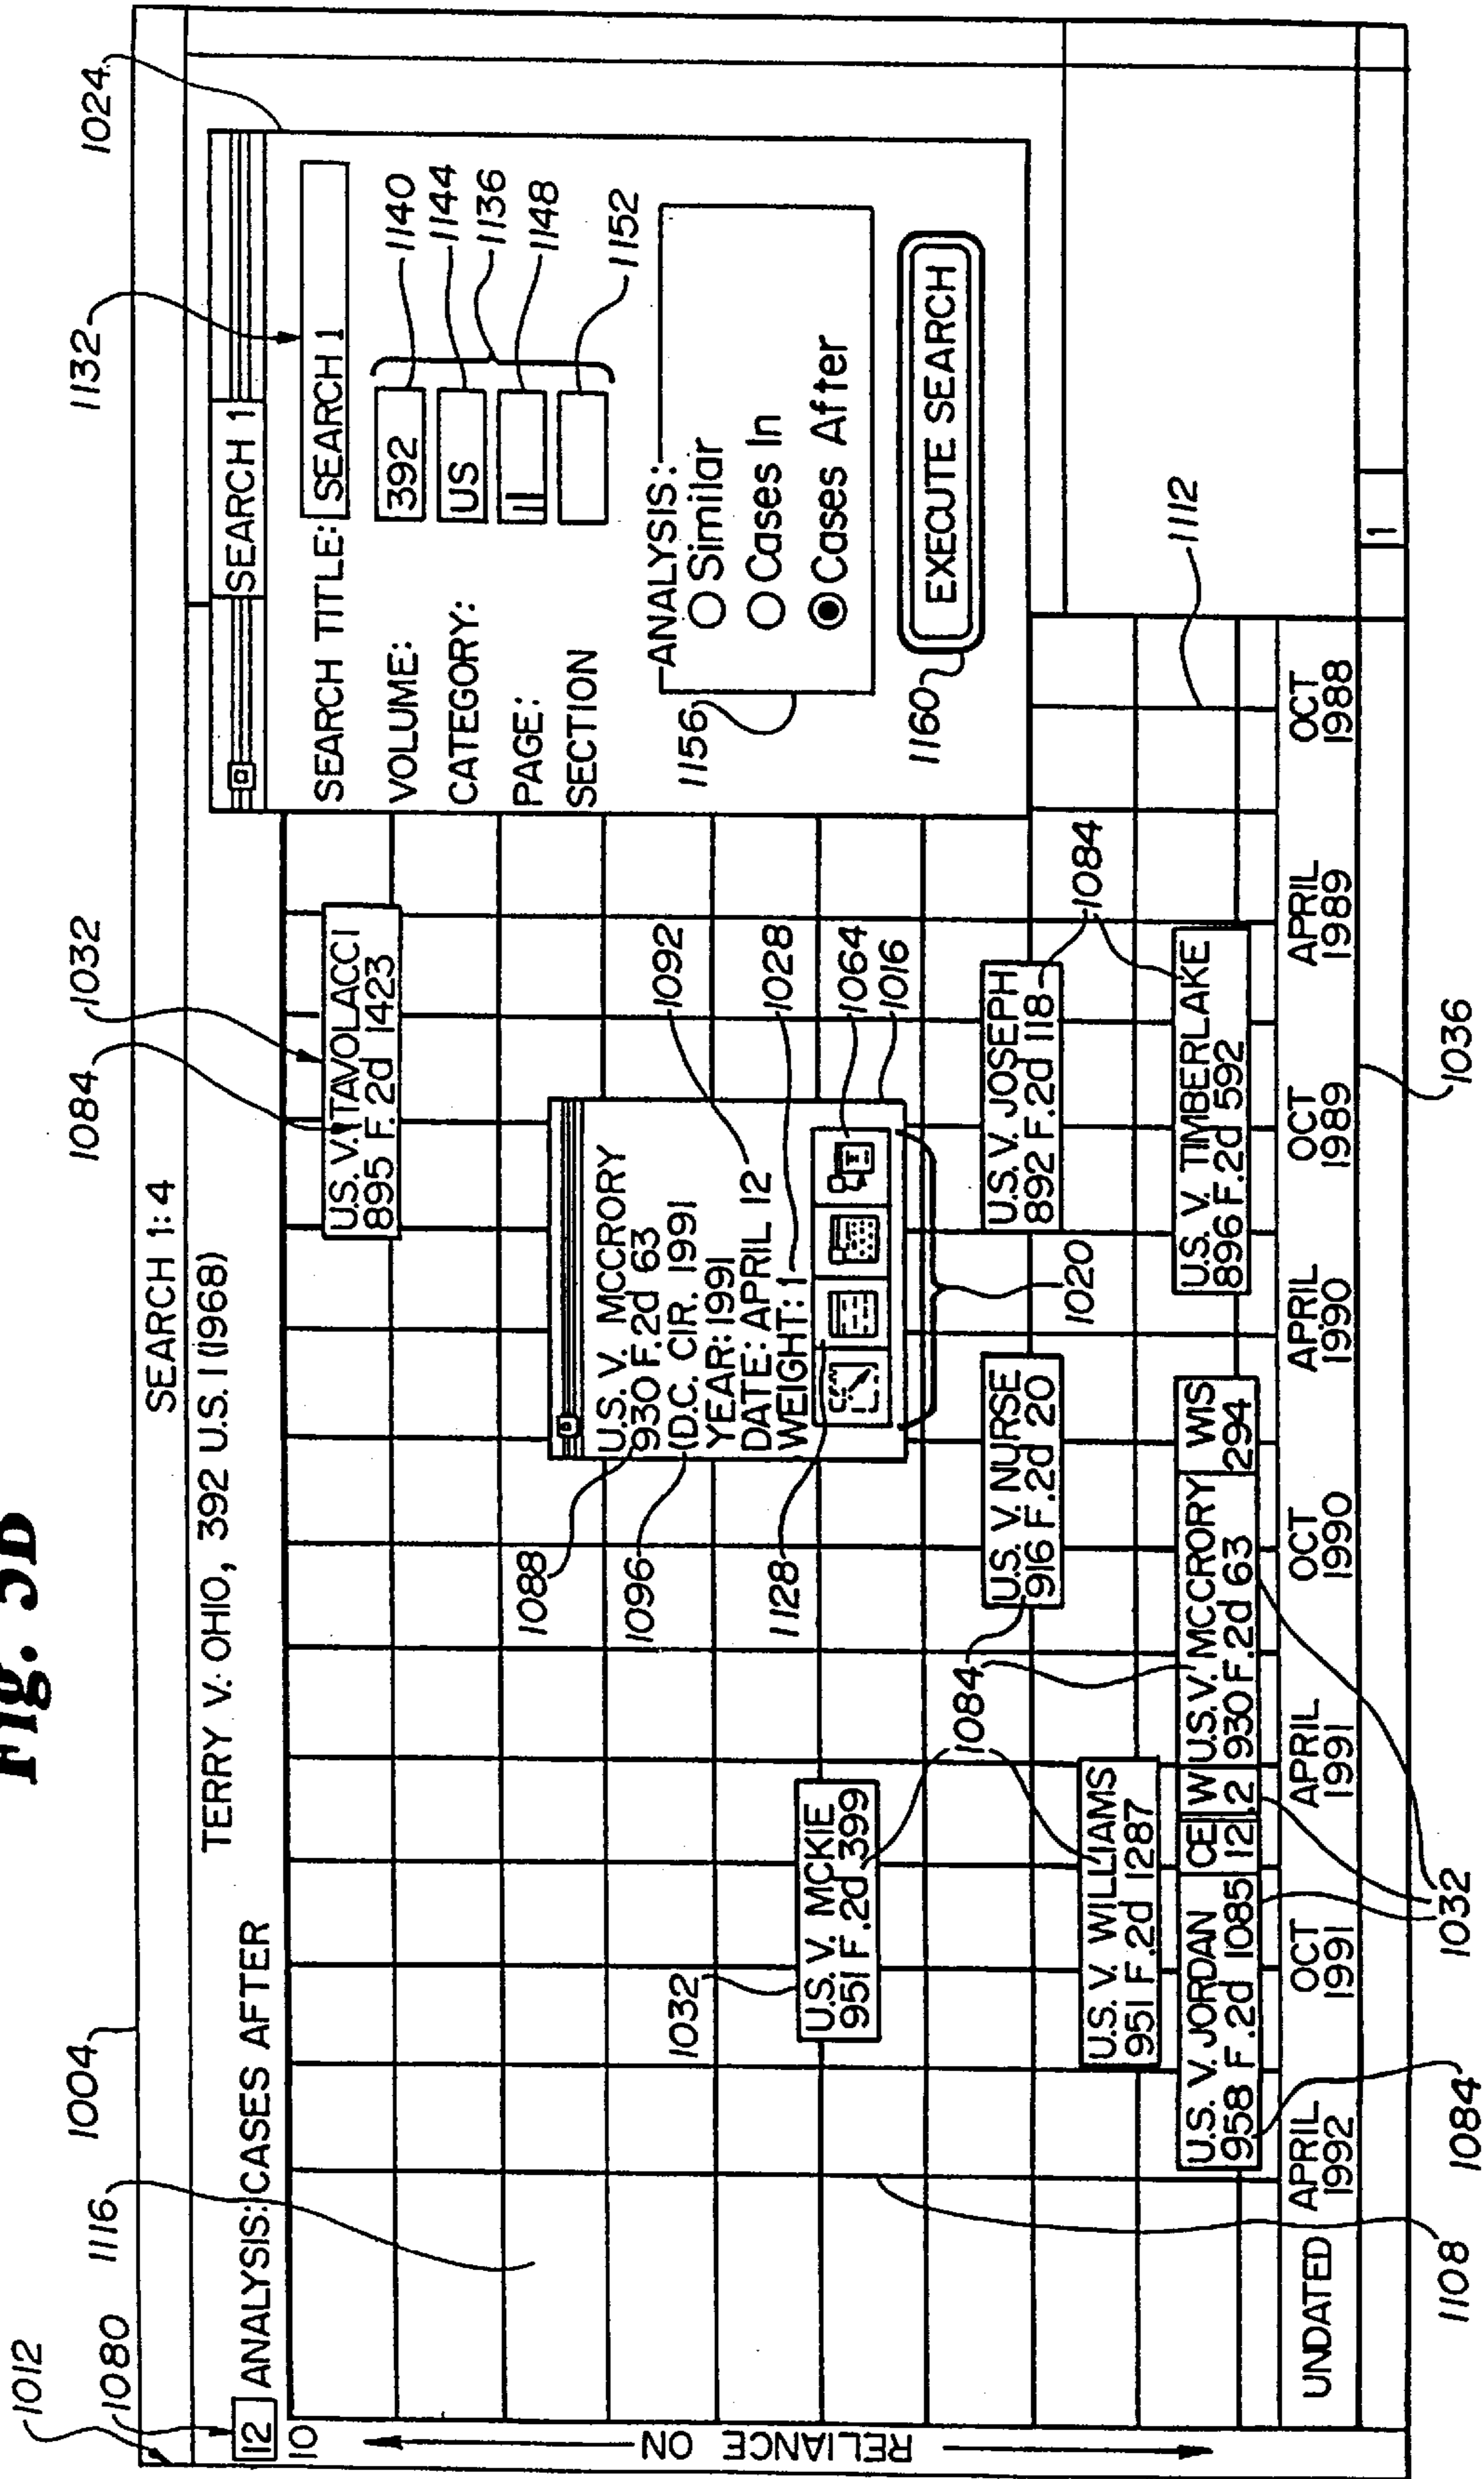 Fig. 5D
1012
1080
1116
1004
1084
1032
1132
1024
SEARCH 1: 4
TERRY V. OHIO, 392 U.S. 1 (1968)
12 ANALYSIS: CASES AFTER
10
RELIANCE ON
U.S. V. TAVOLACCI
895 F.2d 1423
U.S. V. MCCRORY
930 F.2d 63
(D.C. CIR. 1991
YEAR: 1991
DATE: APRIL 12
WEIGHT: 1
1088
1096
1128
1092
1028
1064
1016
1020
1032
U.S. V. MCKIE
951 F.2d 399
U.S. V. NURSE
916 F.2d 20
U.S. V. JOSEPH
892 F.2d 118
1084
1084
U.S. V. WILLIAMS
951 F.2d 1287
U.S. V. JORDAN
958 F.2d 1085
CE
12
W
.2
U.S. V. MCCRORY
930 F.2d 63
WIS
294
U.S. V. TIMBERLAKE
896 F.2d 592
UNDATED
APRIL
1992
OCT
1991
APRIL
1991
OCT
1990
APRIL
1990
OCT
1989
APRIL
1989
OCT
1988
SEARCH 1
SEARCH TITLE: SEARCH 1
VOLUME: 392
CATEGORY: US
PAGE: 1
SECTION
1140
1144
1136
1148
1152
ANALYSIS:
Similar
Cases In
Cases After
1156
EXECUTE SEARCH
1160
1112
1
1108
1084
1032
1036